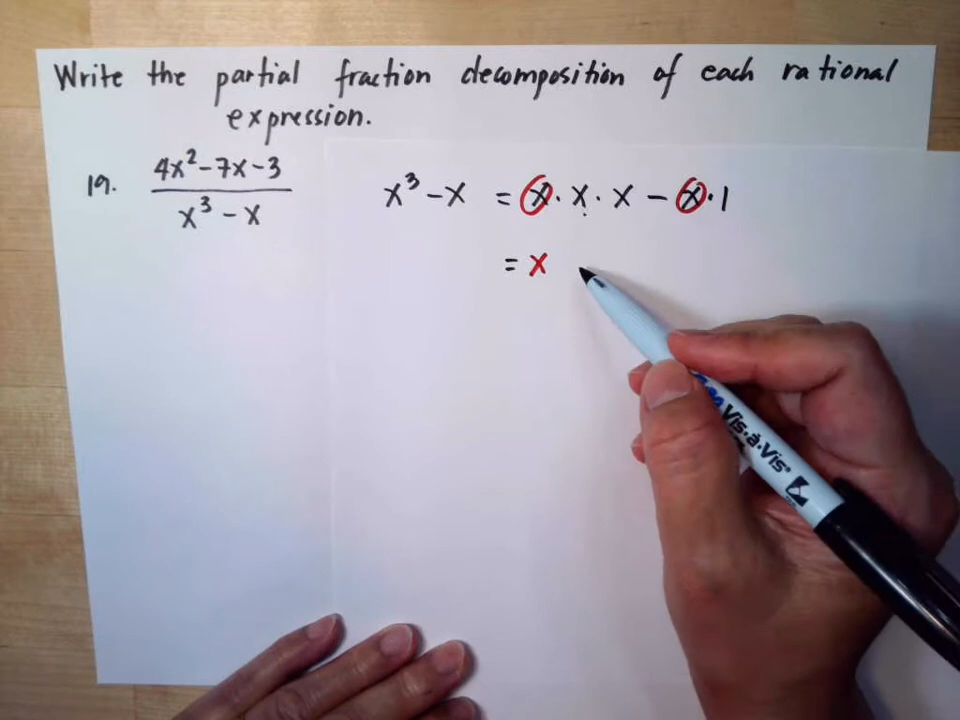 Write the partial fraction decomposition of each rational
expression.
19. 4x²-7x-3
x³-x
x³-x = x·x·x - x·1
= x
Vis·à·Vis®